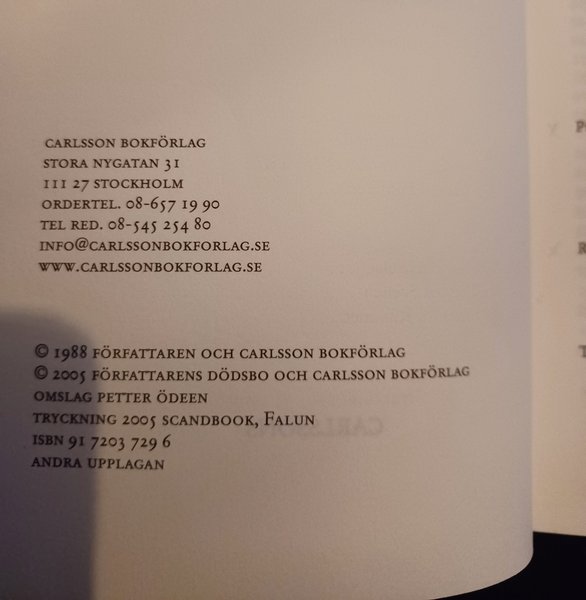 CARLSSON BOKFÖRLAG
STORA NYGATAN 31
111 27 STOCKHOLM
ORDERTEL. 08-657 19 90
TEL RED. 08-545 254 80
INFO@CARLSSONBOKFORLAG.SE
WWW.CARLSSONBOKFORLAG.SE
© 1988 FÖRFATTAREN OCH CARLSSON BOKFÖRLAG
© 2005 FÖRFATTARENS DÖDSBO OCH CARLSSON BOKFÖRLAG
OMSLAG PETTER ÖDEEN
TRYCKNING 2005 SCANDBOOK, FALUN
ISBN 91 7203 729 6
ANDRA UPPLAGAN